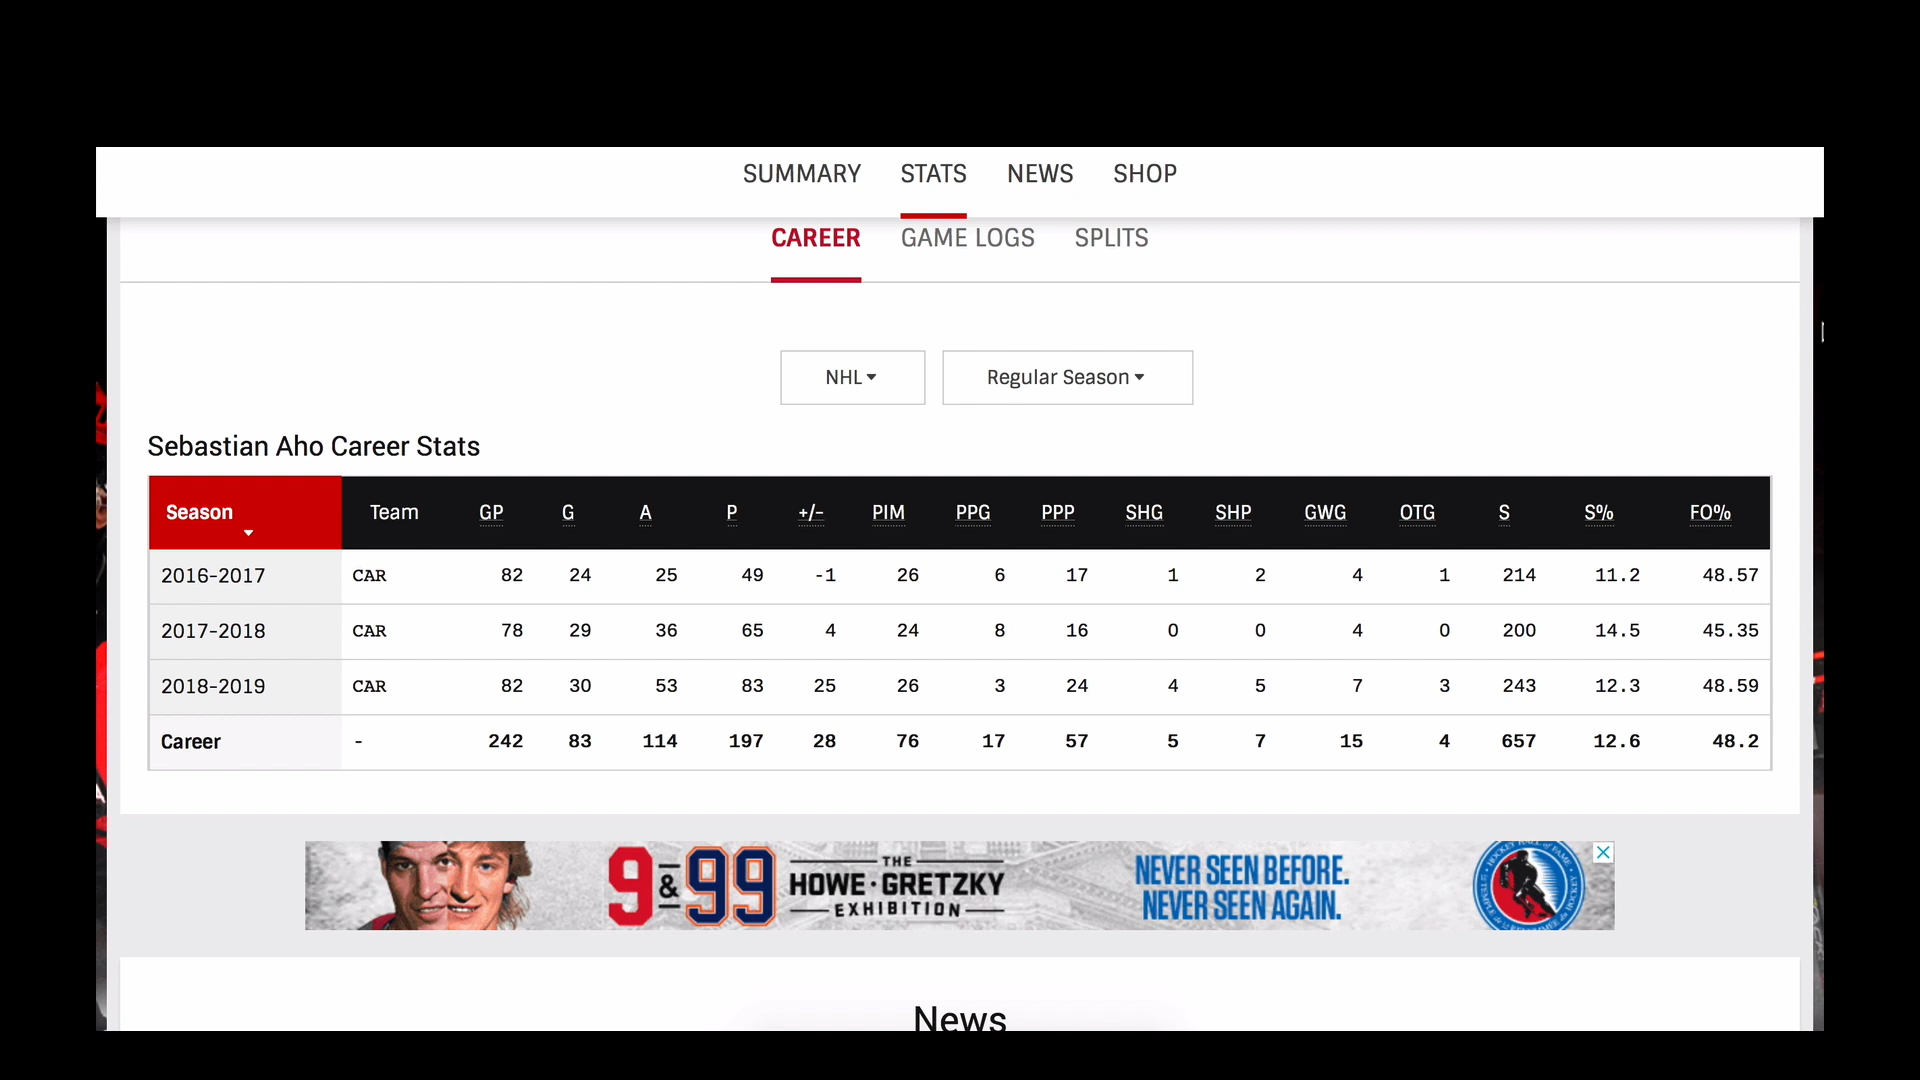 SUMMARY STATS NEWS SHOP
CAREER GAME LOGS SPLITS
NHL Regular Season
Sebastian Aho Career Stats
Season Team GP G A P +/- PIM PPG PPP SHG SHP GWG OTG S S% FO%
2016-2017 CAR 82 24 25 49 -1 26 6 17 1 2 4 1 214 11.2 48.57
2017-2018 CAR 78 29 36 65 4 24 8 16 0 0 4 0 200 14.5 45.35
2018-2019 CAR 82 30 53 83 25 26 3 24 4 5 7 3 243 12.3 48.59
Career - 242 83 114 197 28 76 17 57 5 7 15 4 657 12.6 48.2
9 & 99
THE
HOWE · GRETZKY
EXHIBITION
NEVER SEEN BEFORE.
NEVER SEEN AGAIN.
HOCKEY HALL of FAME
News